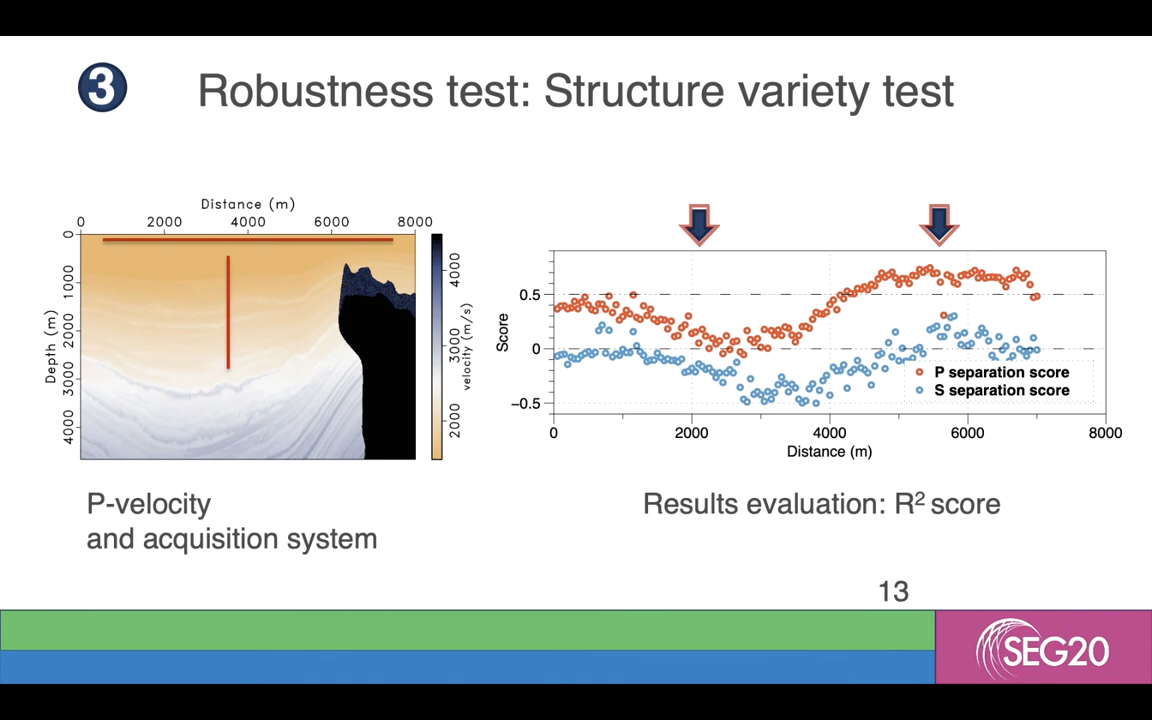 3
Robustness test: Structure variety test
Distance (m)
0 2000 4000 6000 8000
Depth (m)
0 1000 2000 3000 4000
velocity (m/s)
2000 3000 4000
Score
0.5
0
−0.5
P separation score
S separation score
0 2000 4000 6000 8000
Distance (m)
P-velocity
and acquisition system
Results evaluation: R² score
13
SEG20